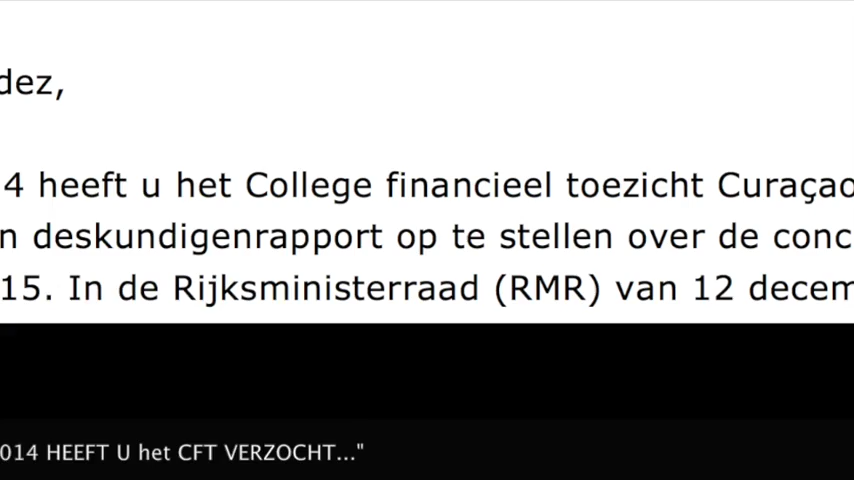 dez,
4 heeft u het College financieel toezicht Curaçao
n deskundigenrapport op te stellen over de conc
15. In de Rijksministerraad (RMR) van 12 decem
014 HEEFT U het CFT VERZOCHT..."